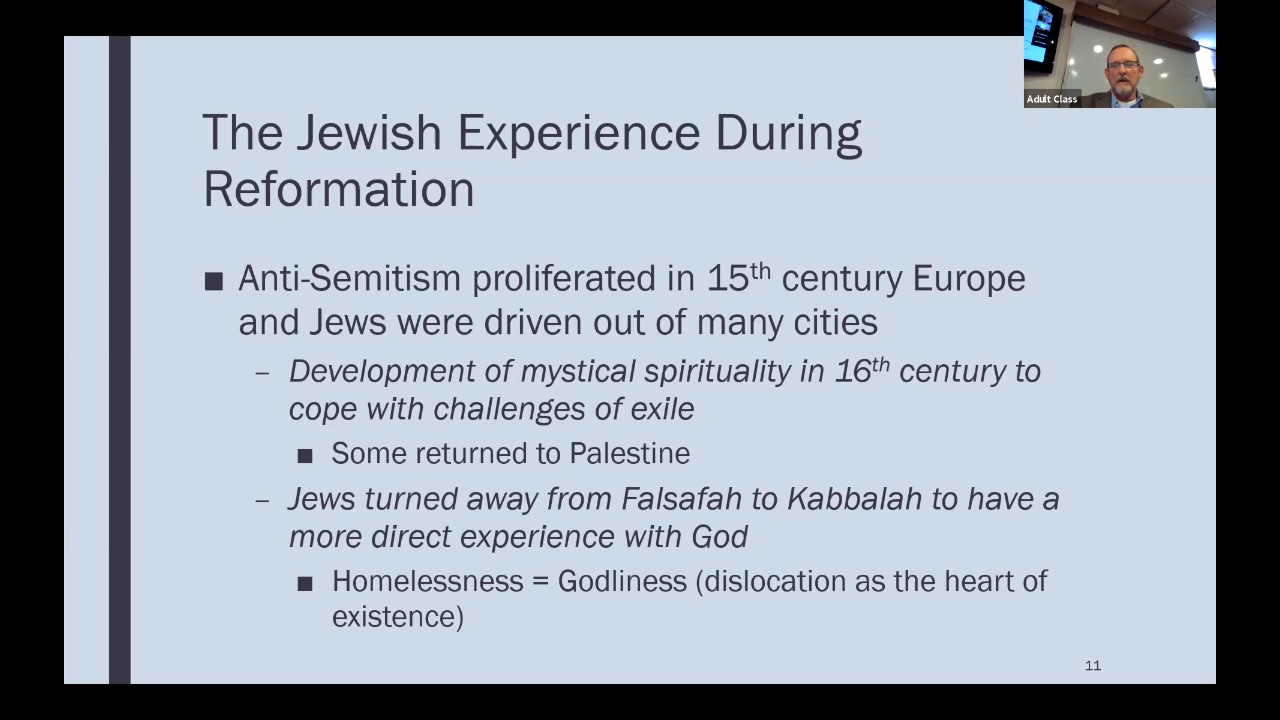 Adult Class
The Jewish Experience During
Reformation
■ Anti-Semitism proliferated in 15th century Europe
and Jews were driven out of many cities
– Development of mystical spirituality in 16th century to
cope with challenges of exile
■ Some returned to Palestine
– Jews turned away from Falsafah to Kabbalah to have a
more direct experience with God
■ Homelessness = Godliness (dislocation as the heart of
existence)
11